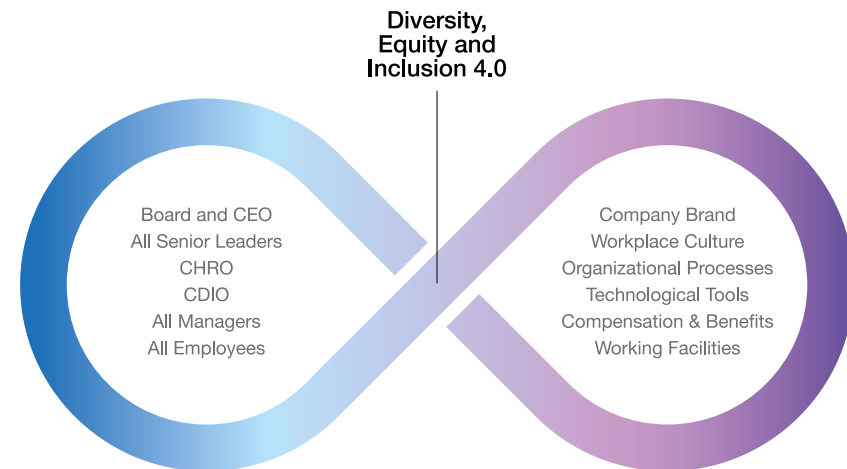 Diversity,
Equity and
Inclusion 4.0
Board and CEO
All Senior Leaders
CHRO
CDIO
All Managers
All Employees
Company Brand
Workplace Culture
Organizational Processes
Technological Tools
Compensation & Benefits
Working Facilities